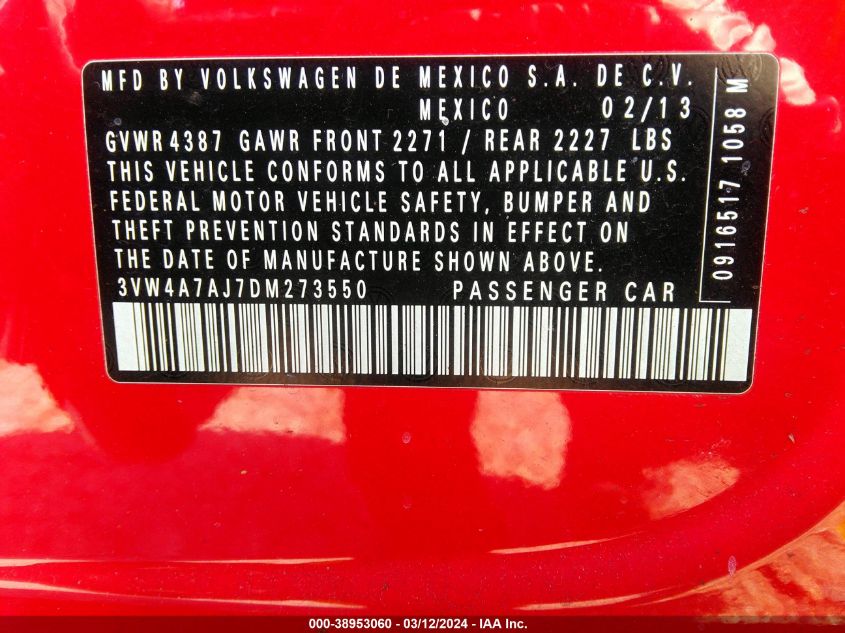 MFD BY VOLKSWAGEN DE MEXICO S.A. DE C.V.
MEXICO 02/13
GVWR 4387 GAWR FRONT 2271 / REAR 2227 LBS
THIS VEHICLE CONFORMS TO ALL APPLICABLE U.S.
FEDERAL MOTOR VEHICLE SAFETY, BUMPER AND
THEFT PREVENTION STANDARDS IN EFFECT ON
THE DATE OF MANUFACTURE SHOWN ABOVE.
3VW4A7AJ7DM273550 PASSENGER CAR
0916517 1058 M
000-38953060 - 03/12/2024 - IAA Inc.